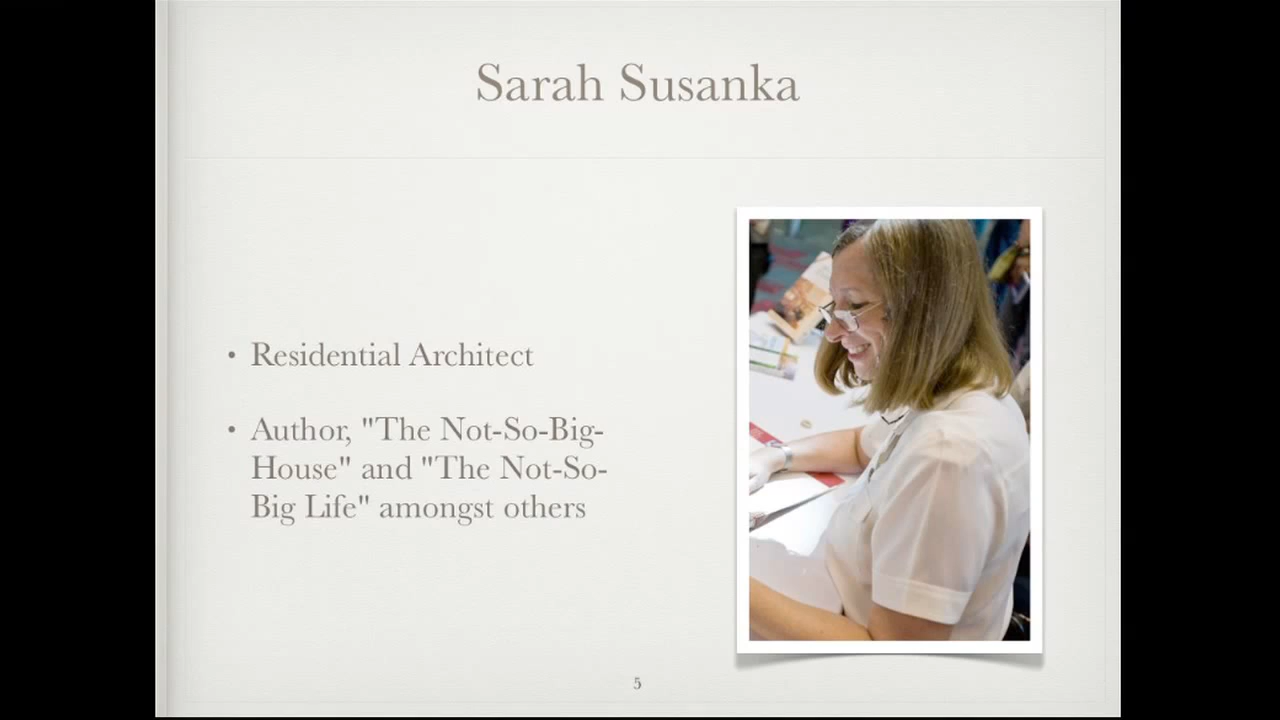 Sarah Susanka
• Residential Architect
• Author, "The Not-So-Big-
House" and "The Not-So-
Big Life" amongst others
5